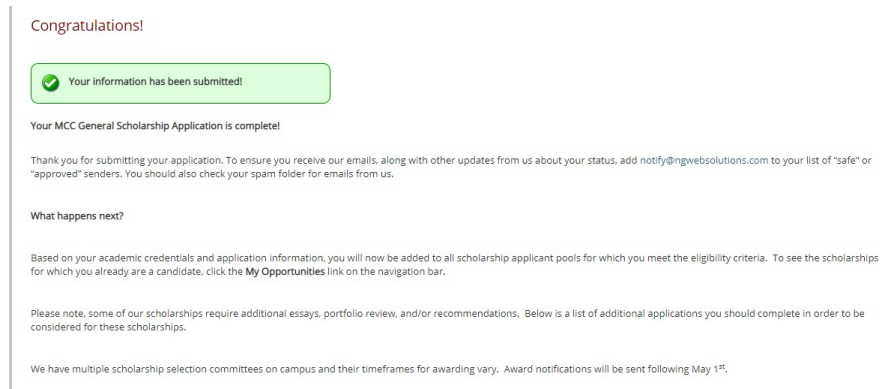 Congratulations!
Your information has been submitted!
Your MCC General Scholarship Application is complete!
Thank you for submitting your application. To ensure you receive our emails, along with other updates from us about your status, add notify@ngwebsolutions.com to your list of "safe" or
"approved" senders. You should also check your spam folder for emails from us.
What happens next?
Based on your academic credentials and application information, you will now be added to all scholarship applicant pools for which you meet the eligibility criteria. To see the scholarships
for which you already are a candidate, click the My Opportunities link on the navigation bar.
Please note, some of our scholarships require additional essays, portfolio review, and/or recommendations. Below is a list of additional applications you should complete in order to be
considered for these scholarships.
We have multiple scholarship selection committees on campus and their timeframes for awarding vary. Award notifications will be sent following May 1st.